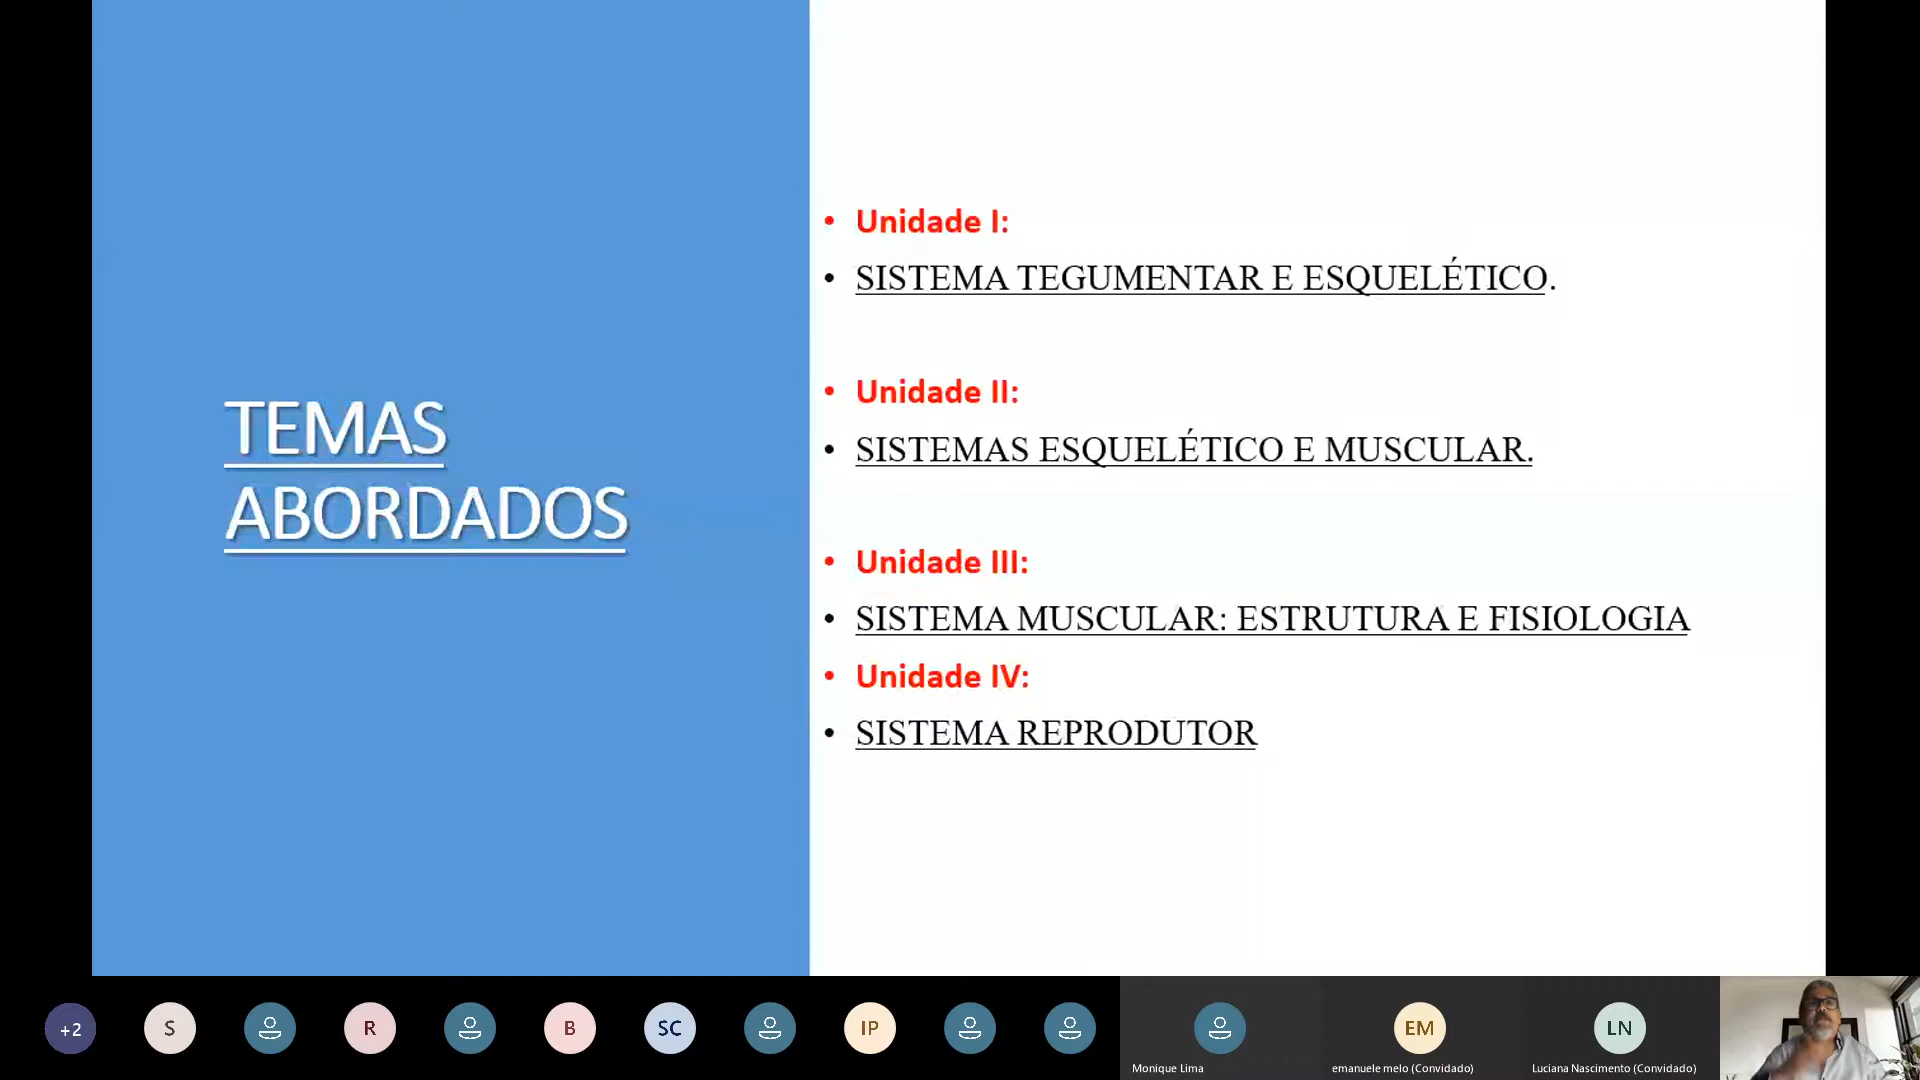 TEMAS
ABORDADOS
• Unidade I:
• SISTEMA TEGUMENTAR E ESQUELÉTICO.
• Unidade II:
• SISTEMAS ESQUELÉTICO E MUSCULAR.
• Unidade III:
• SISTEMA MUSCULAR: ESTRUTURA E FISIOLOGIA
• Unidade IV:
• SISTEMA REPRODUTOR
+2
S
R
B
SC
IP
EM
LN
Monique Lima
emanuele melo (Convidado)
Luciana Nascimento (Convidado)